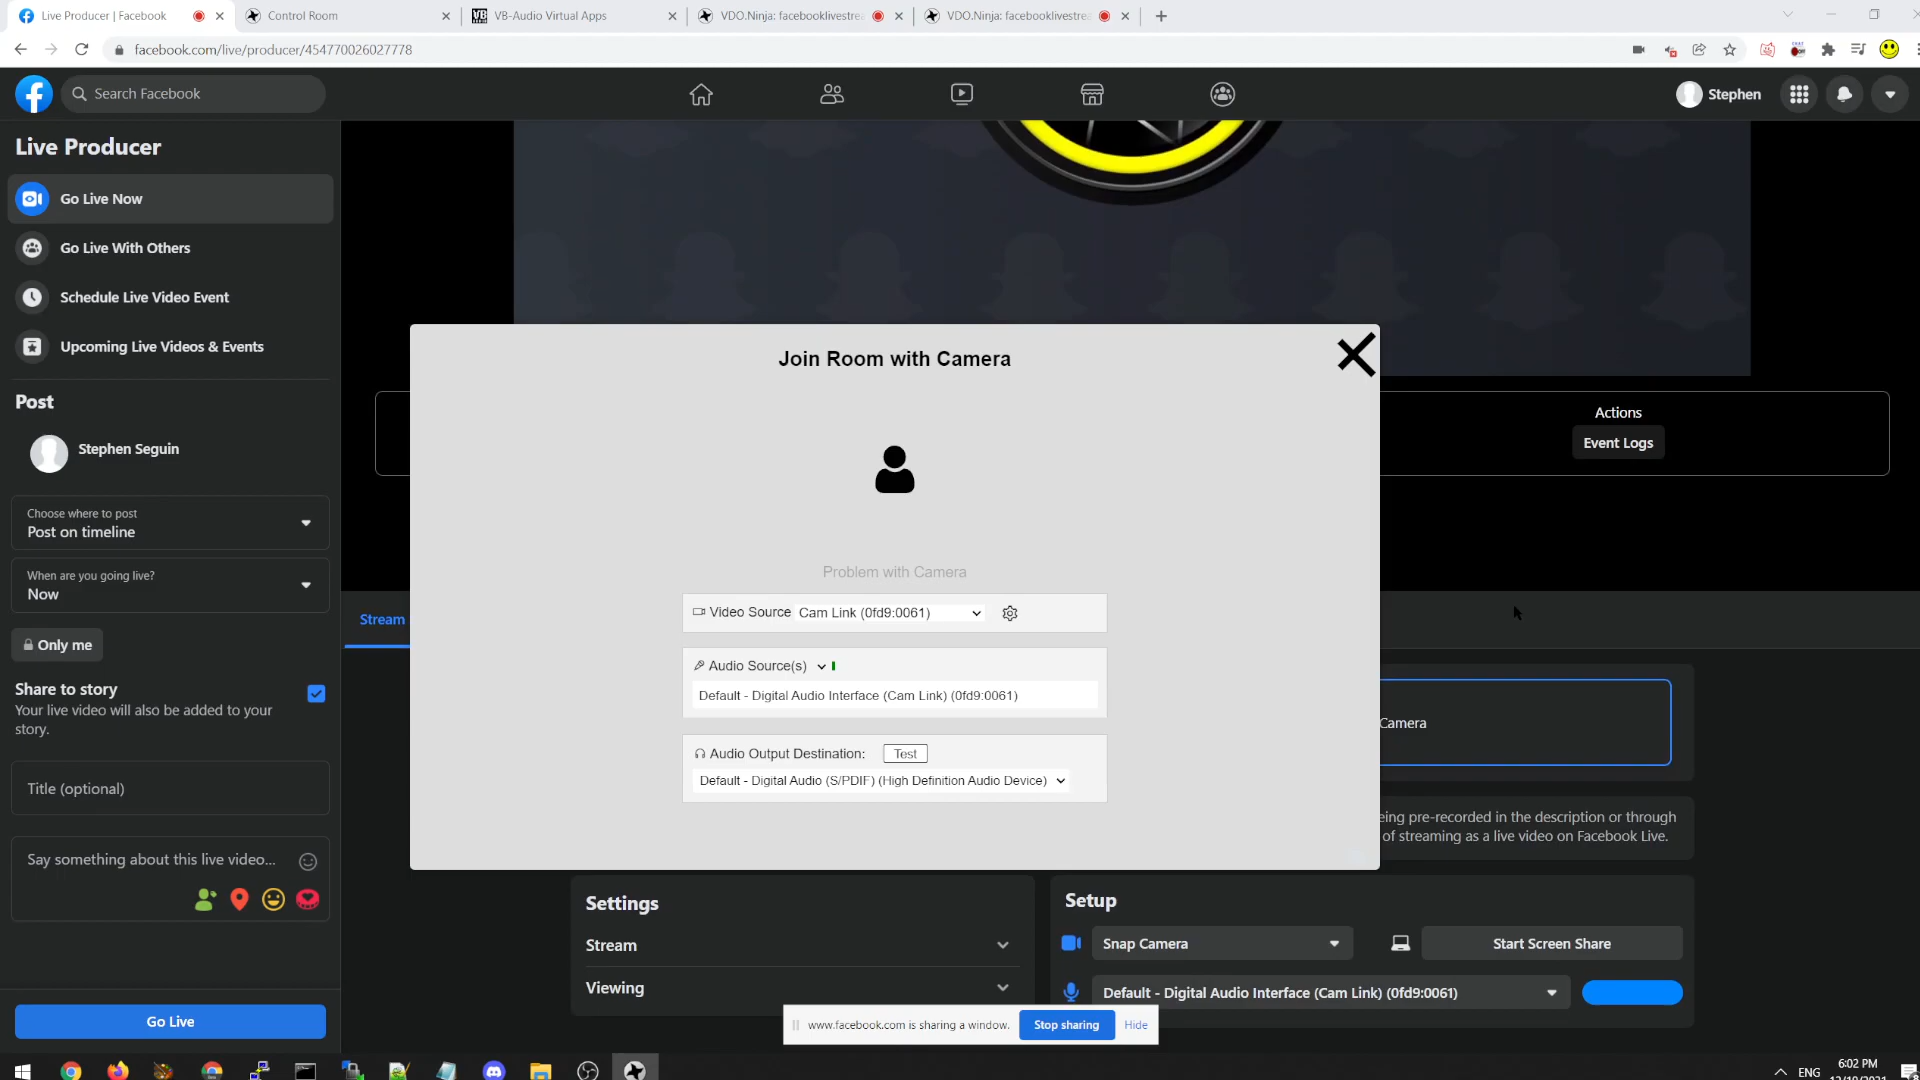 Live Producer | Facebook
Control Room
VB-Audio Virtual Apps
VDO.Ninja: facebooklivestrea
VDO.Ninja: facebooklivestrea
facebook.com/live/producer/454770026027778
Search Facebook
Stephen
Live Producer
Go Live Now
Go Live With Others
Schedule Live Video Event
Upcoming Live Videos & Events
Post
Stephen Seguin
Choose where to post
Post on timeline
When are you going live?
Now
Only me
Share to story
Your live video will also be added to your
story.
Title (optional)
Say something about this live video...
Go Live
Join Room with Camera
Problem with Camera
Video Source Cam Link (0fd9:0061)
Audio Source(s)
Default - Digital Audio Interface (Cam Link) (0fd9:0061)
Audio Output Destination: Test
Default - Digital Audio (S/PDIF) (High Definition Audio Device)
Actions
Event Logs
Stream
Camera
eing pre-recorded in the description or through
of streaming as a live video on Facebook Live.
Settings
Stream
Viewing
Setup
Snap Camera
Start Screen Share
Default - Digital Audio Interface (Cam Link) (0fd9:0061)
www.facebook.com is sharing a window. Stop sharing Hide
ENG
6:02 PM